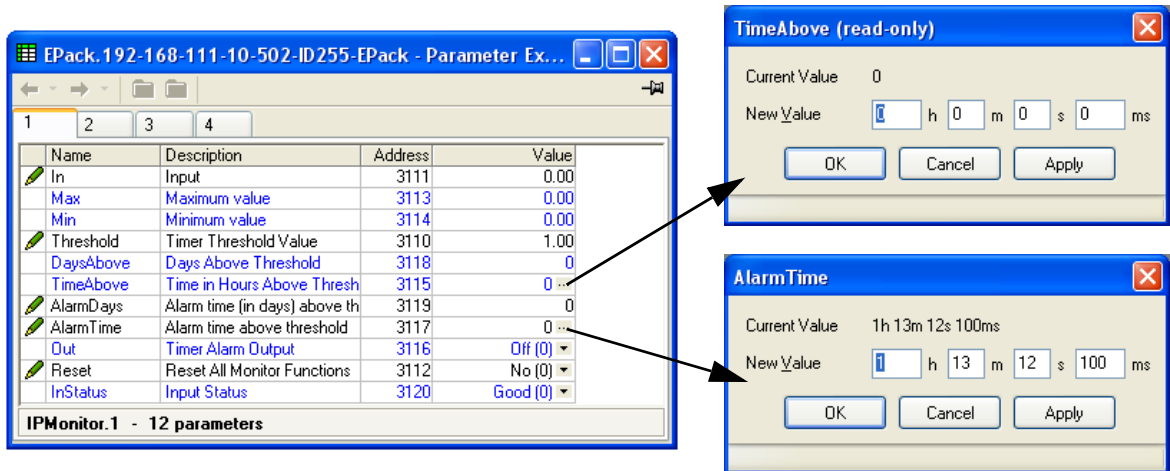 EPack.192-168-111-10-502-ID255-EPack - Parameter Ex...
1 2 3 4
Name Description Address Value
In Input 3111 0.00
Max Maximum value 3113 0.00
Min Minimum value 3114 0.00
Threshold Timer Threshold Value 3110 1.00
DaysAbove Days Above Threshold 3118 0
TimeAbove Time in Hours Above Thresh 3115 0 ...
AlarmDays Alarm time (in days) above th 3119 0
AlarmTime Alarm time above threshold 3117 0 ...
Out Timer Alarm Output 3116 Off (0)
Reset Reset All Monitor Functions 3112 No (0)
InStatus Input Status 3120 Good (0)
IPMonitor.1 - 12 parameters
TimeAbove (read-only)
Current Value 0
New Value 0 h 0 m 0 s 0 ms
OK Cancel Apply
AlarmTime
Current Value 1h 13m 12s 100ms
New Value 1 h 13 m 12 s 100 ms
OK Cancel Apply